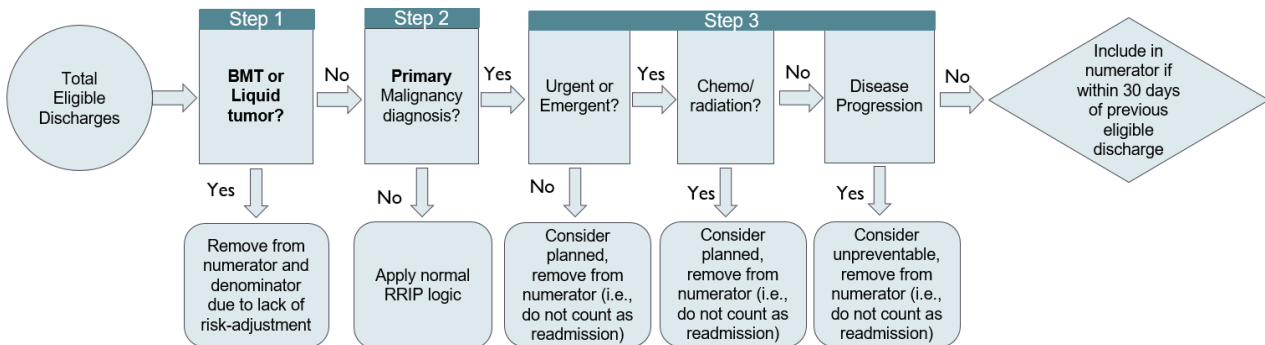 Step 1
Step 2
Step 3
Total
Eligible
Discharges
BMT or
Liquid
tumor?
No
Primary
Malignancy
diagnosis?
Yes
Urgent or
Emergent?
Yes
Chemo/
radiation?
No
Disease
Progression
No
Include in
numerator if
within 30 days
of previous
eligible
discharge
Yes
No
No
Yes
Yes
Remove from
numerator and
denominator
due to lack of
risk-adjustment
Apply normal
RRIP logic
Consider
planned,
remove from
numerator (i.e.,
do not count as
readmission)
Consider
planned,
remove from
numerator (i.e.,
do not count as
readmission)
Consider
unpreventable,
remove from
numerator (i.e.,
do not count as
readmission)